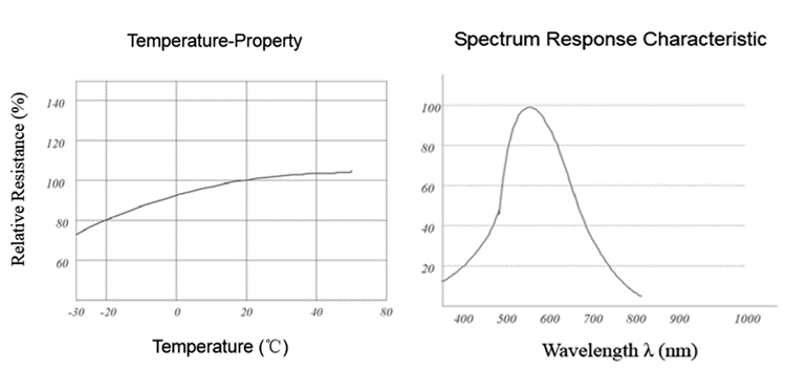 Temperature-Property
Relative Resistance (%)
140
120
100
80
60
-30 -20 0 20 40 80
Temperature (℃)
Spectrum Response Characteristic
100
80
60
40
20
400 500 600 700 800 900 1000
Wavelength λ (nm)